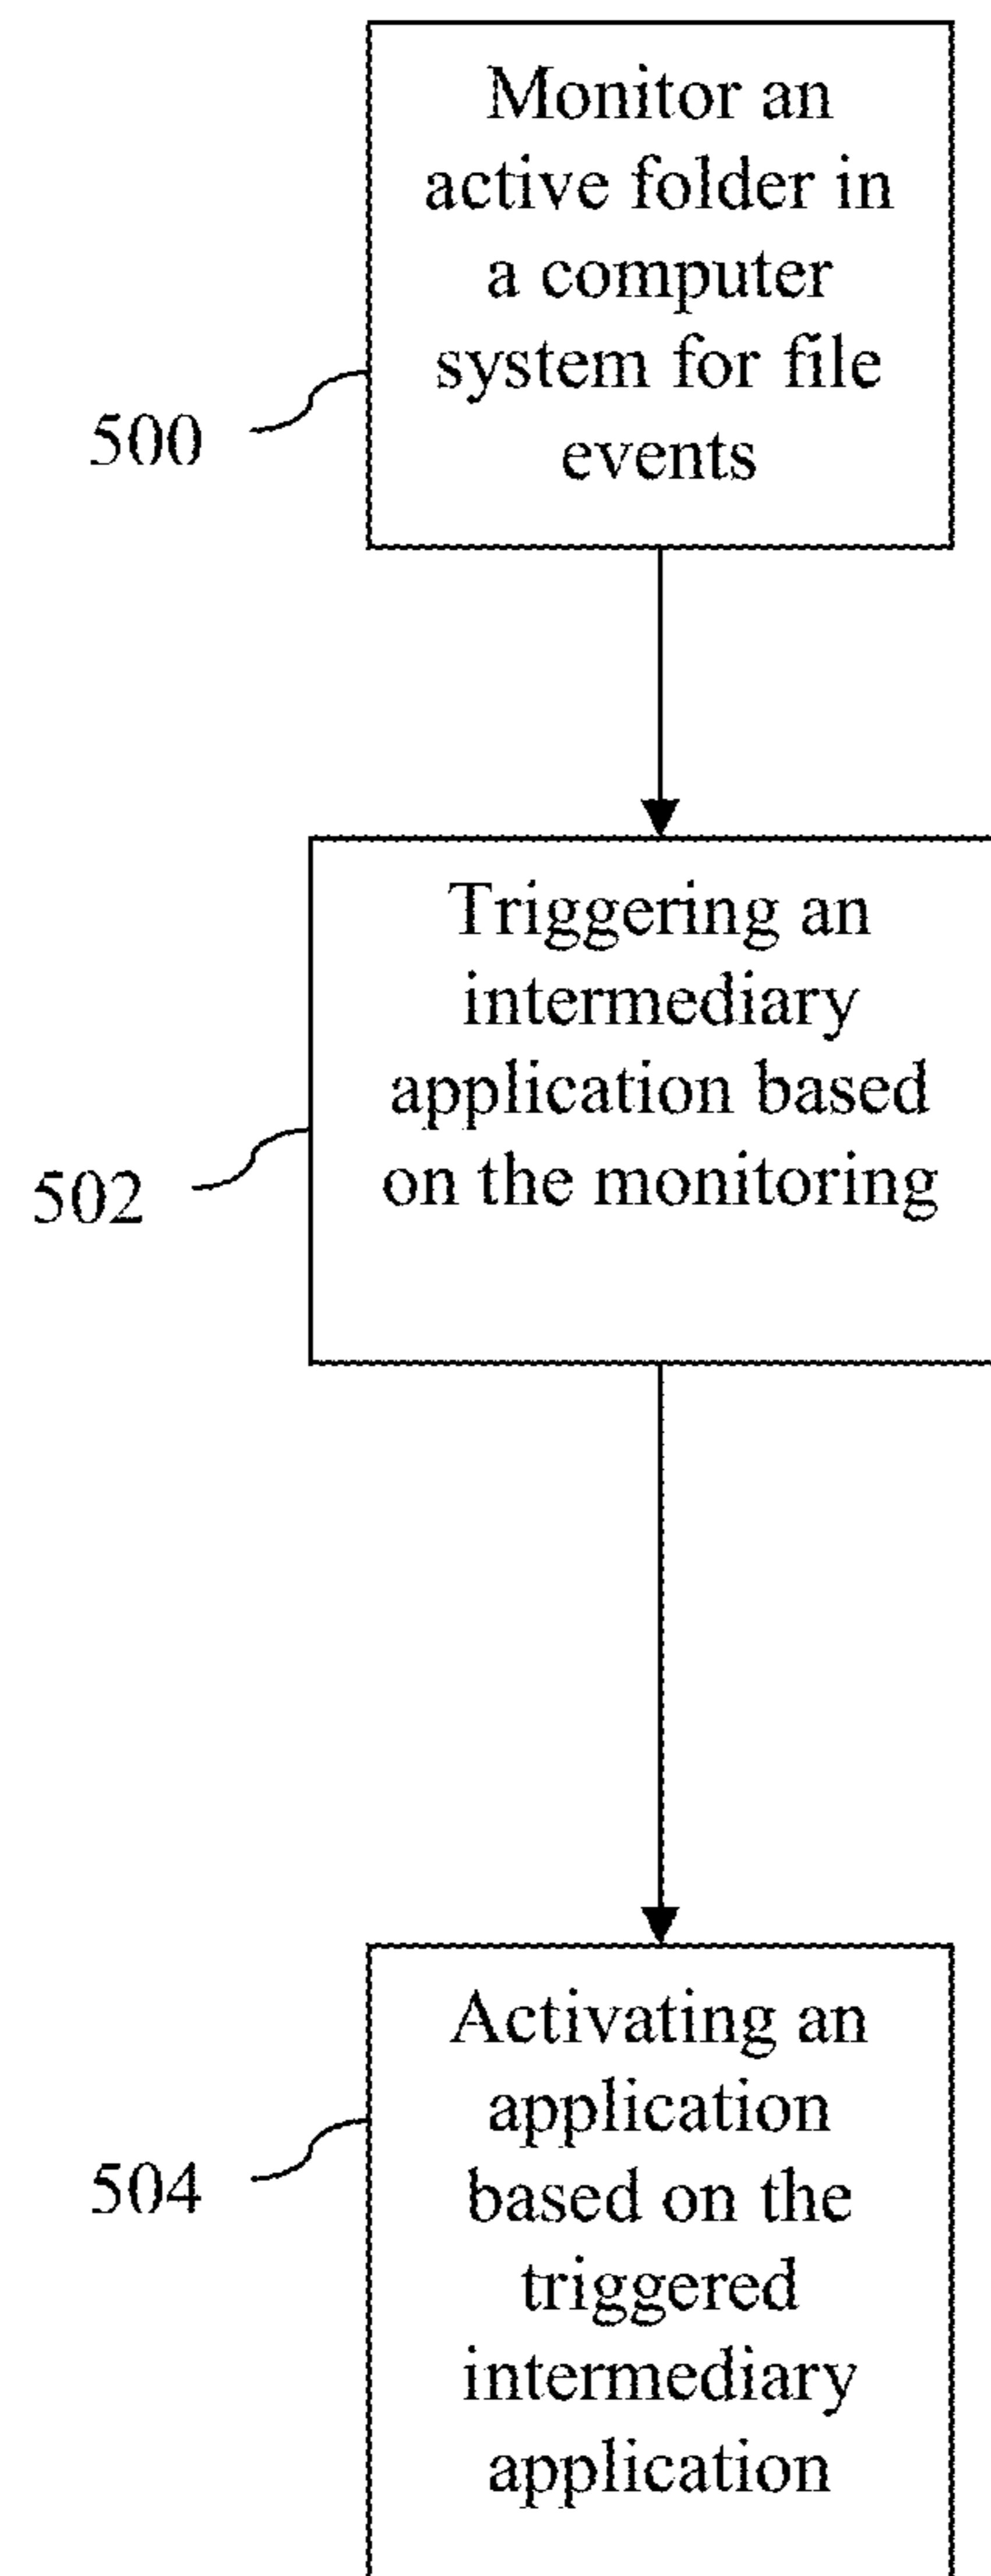 Monitor an
active folder in
a computer
system for file
events
500
Triggering an
intermediary
application based
on the monitoring
502
Activating an
application
based on the
triggered
intermediary
application
504